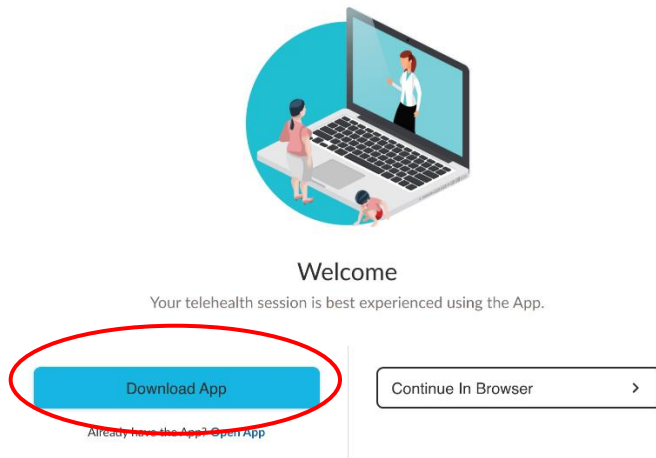 Welcome
Your telehealth session is best experienced using the App.
Download App
Continue In Browser
Already have the App? Open App